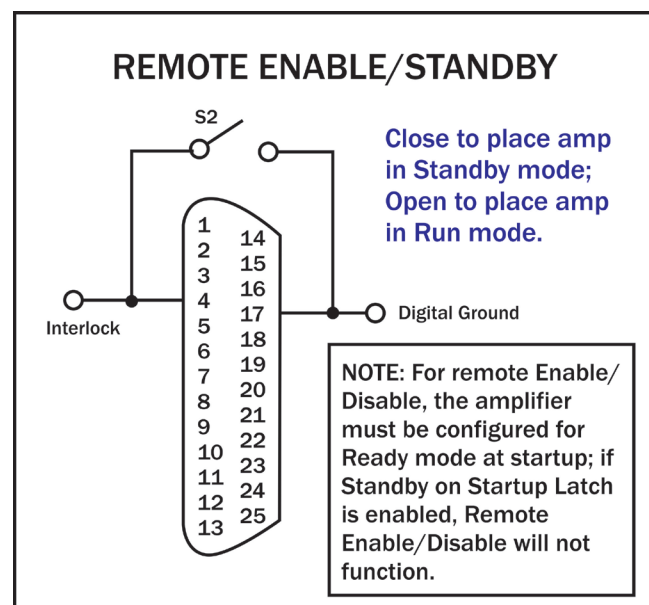 REMOTE ENABLE/STANDBY
S2
Close to place amp
in Standby mode;
Open to place amp
in Run mode.
1
2
3
4
5
6
7
8
9
10
11
12
13
14
15
16
17
18
19
20
21
22
23
24
25
Interlock
Digital Ground
NOTE: For remote Enable/
Disable, the amplifier
must be configured for
Ready mode at startup; if
Standby on Startup Latch
is enabled, Remote
Enable/Disable will not
function.